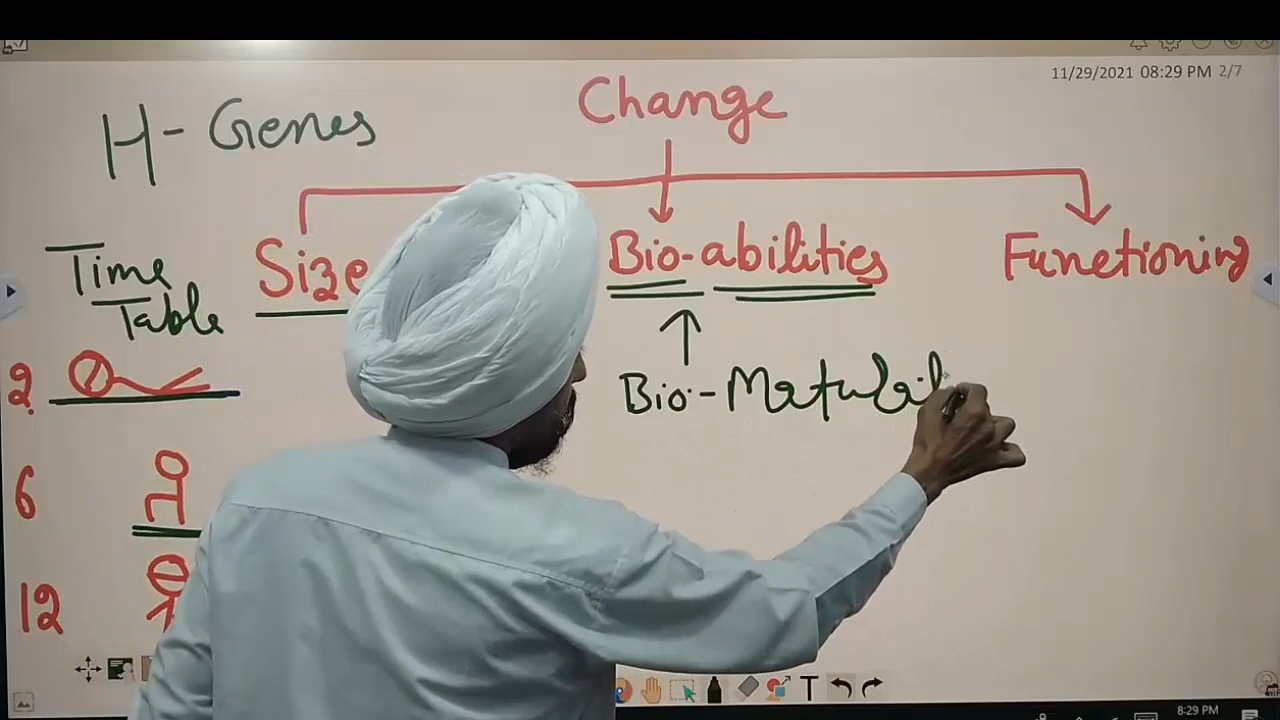 11/29/2021 08:29 PM 2/7
Change
H- Genes
Size
Bio-abilities
Functioning
Time
Table
Bio-
2
6
12
T
8:29 PM